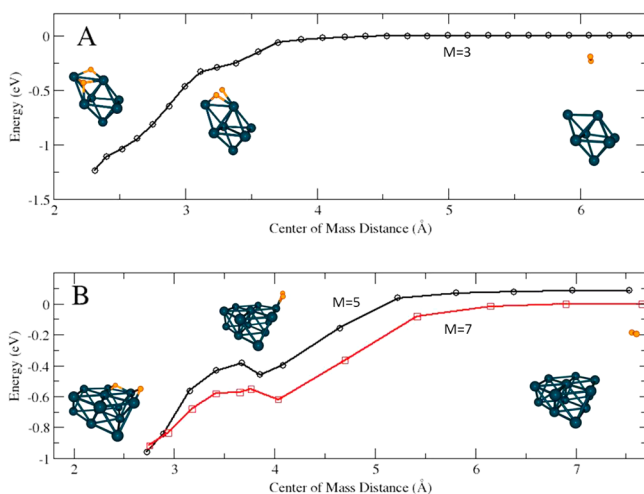 A
0
-0.5
-1
-1.5
Energy (eV)
M=3
2 3 4 5 6
Center of Mass Distance (Å)
B
0
-0.2
-0.4
-0.6
-0.8
-1
Energy (eV)
M=5
M=7
2 3 4 5 6 7
Center of Mass Distance (Å)